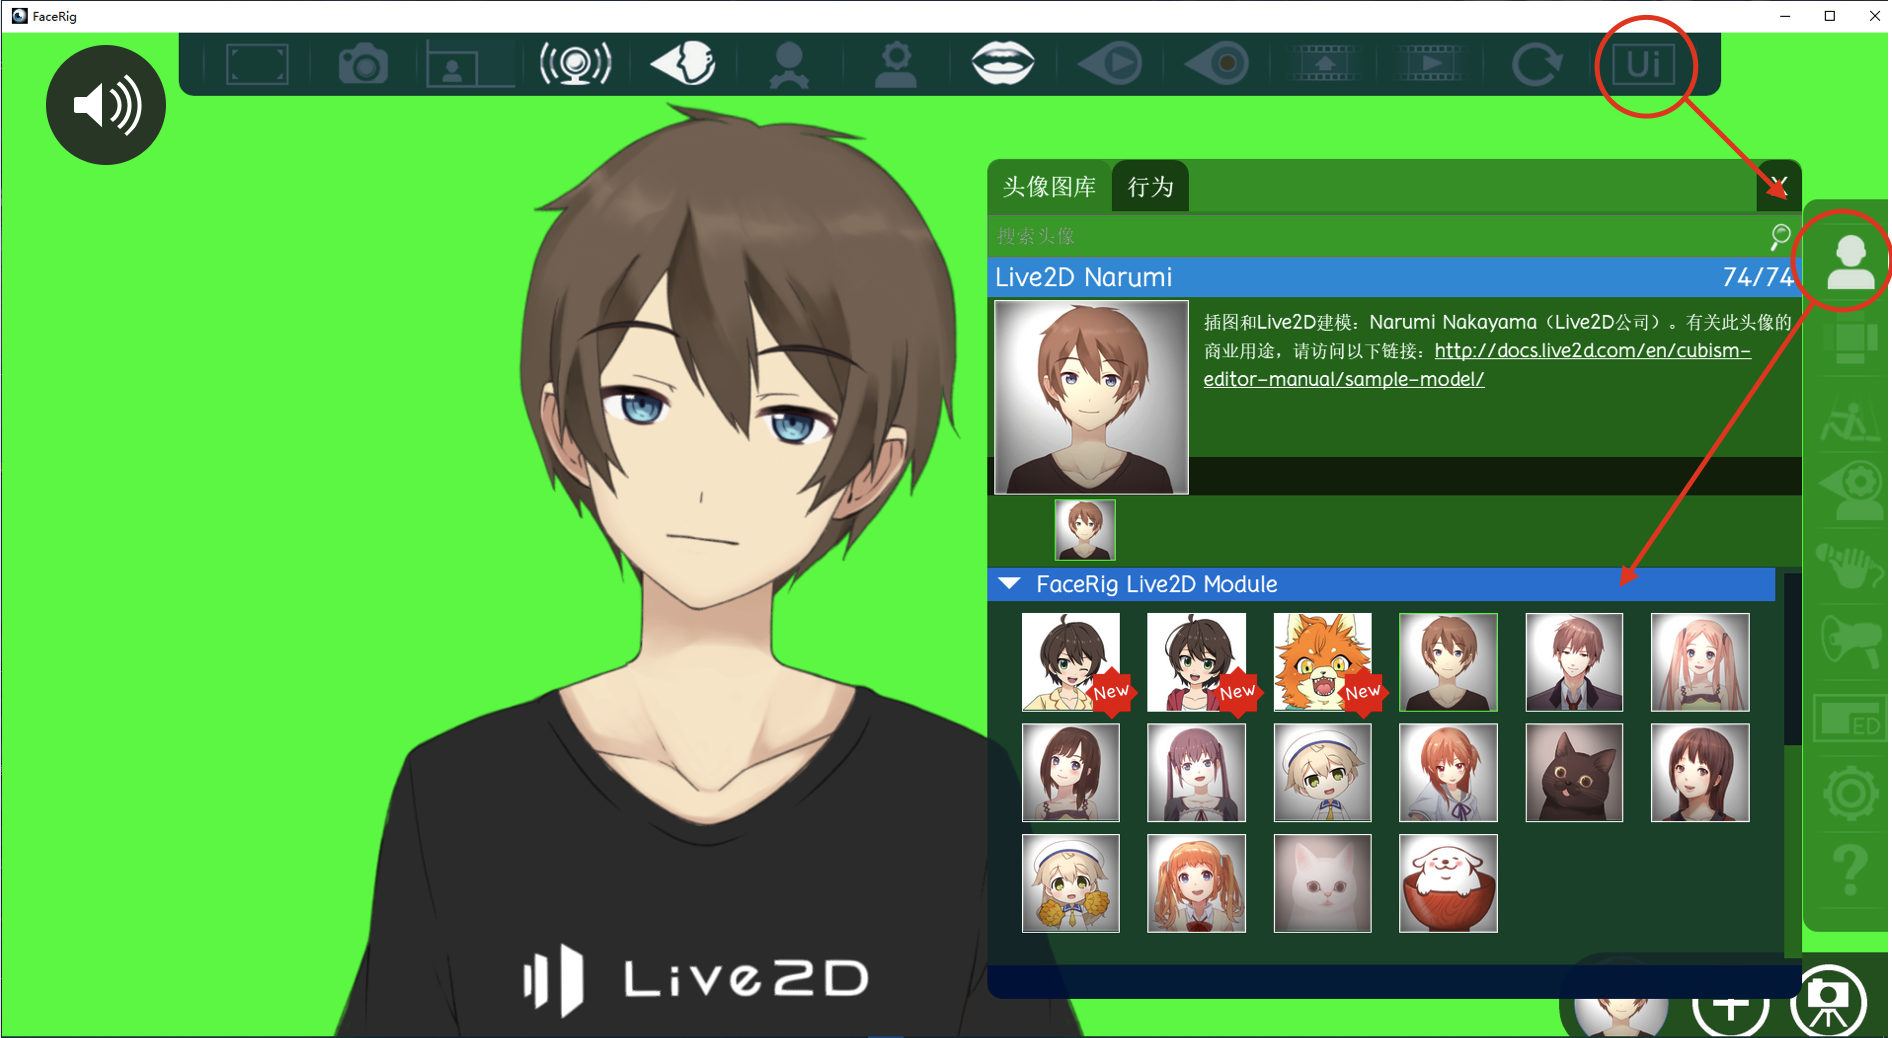 FaceRig
Ui
头像图库
行为
X
搜索头像
Live2D Narumi
74/74
插图和Live2D建模：Narumi Nakayama（Live2D公司）。有关此头像的
商业用途，请访问以下链接：http://docs.live2d.com/en/cubism-
editor-manual/sample-model/
FaceRig Live2D Module
New
New
New
ED
?
Live2D